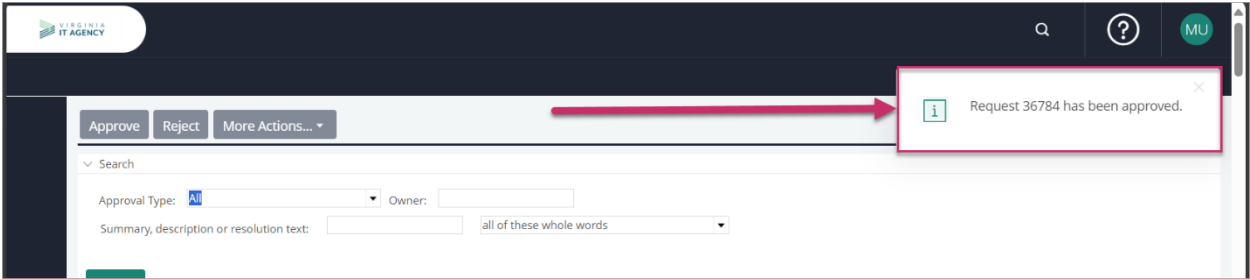 VIRGINIA
IT AGENCY
?
MU
i
Request 36784 has been approved.
Approve Reject More Actions...
Search
Approval Type: All Owner:
Summary, description or resolution text: all of these whole words